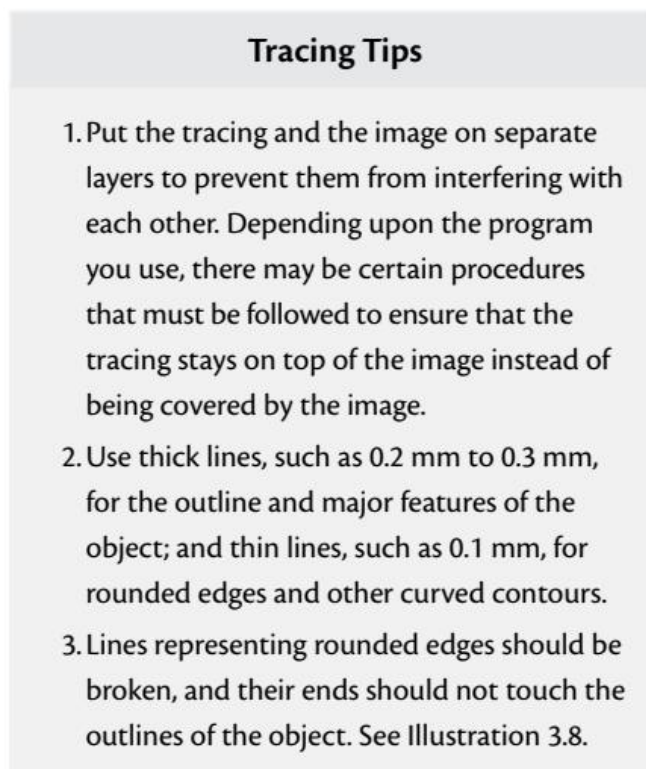 Tracing Tips
1. Put the tracing and the image on separate
layers to prevent them from interfering with
each other. Depending upon the program
you use, there may be certain procedures
that must be followed to ensure that the
tracing stays on top of the image instead of
being covered by the image.
2. Use thick lines, such as 0.2 mm to 0.3 mm,
for the outline and major features of the
object; and thin lines, such as 0.1 mm, for
rounded edges and other curved contours.
3. Lines representing rounded edges should be
broken, and their ends should not touch the
outlines of the object. See Illustration 3.8.